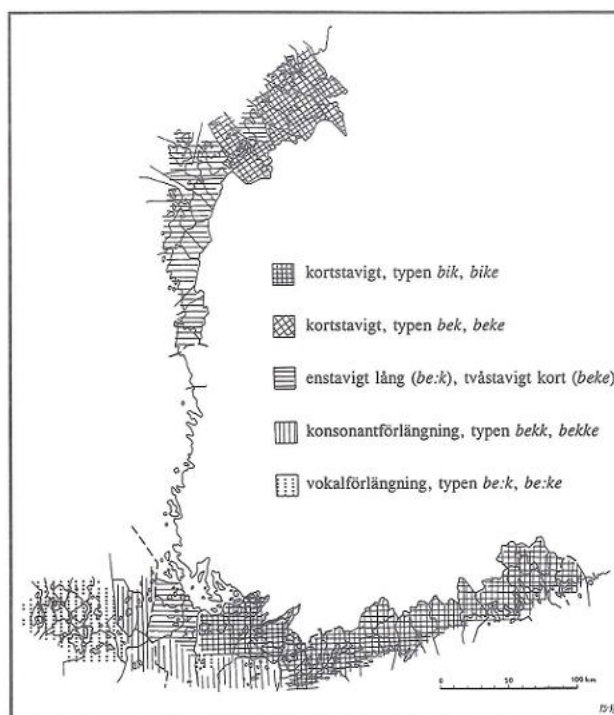 kortstavigt, typen bik, bike
kortstavigt, typen bek, beke
enstavigt lång (be:k), tvåstavigt kort (beke)
konsonantförlängning, typen bekk, bekke
vokalförlängning, typen be:k, be:ke
0 50 100 km